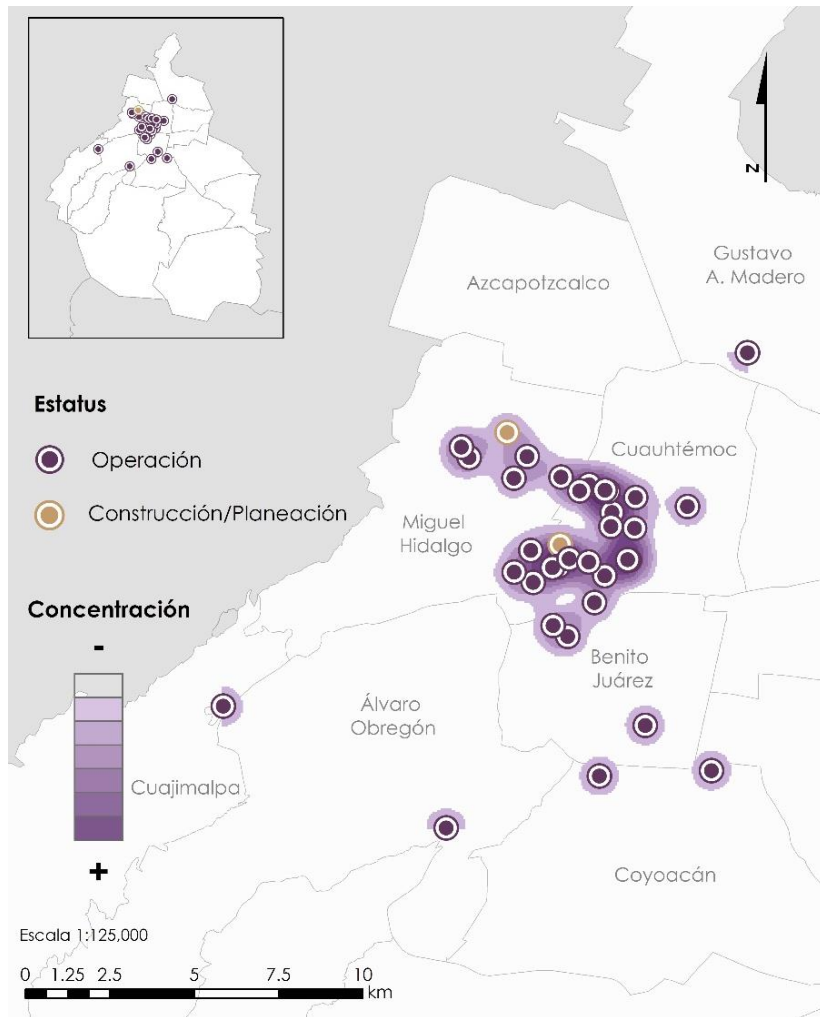 Z
Gustavo
A. Madero
Azcapotzcalco
Estatus
Operación
Construcción/Planeación
Cuauhtémoc
Miguel
Hidalgo
Concentración
-
+
Benito
Juárez
Álvaro
Obregón
Cuajimalpa
Coyoacán
Escala 1:125,000
0 1.25 2.5 5 7.5 10
km